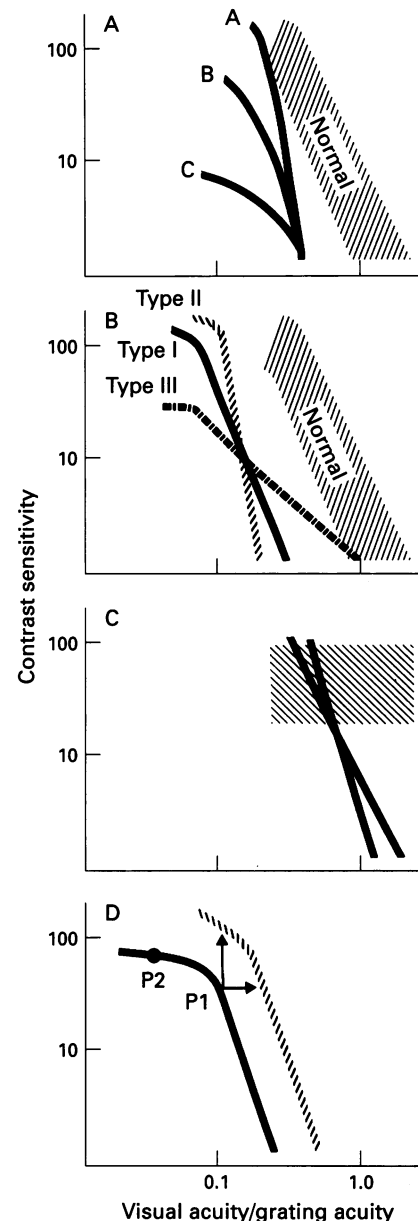 Contrast sensitivity
A
100
10
A
B
C
Normal
B
Type II
100
Type I
Type III
10
Normal
C
100
10
D
100
P2
P1
10
0.1
1.0
Visual acuity/grating acuity